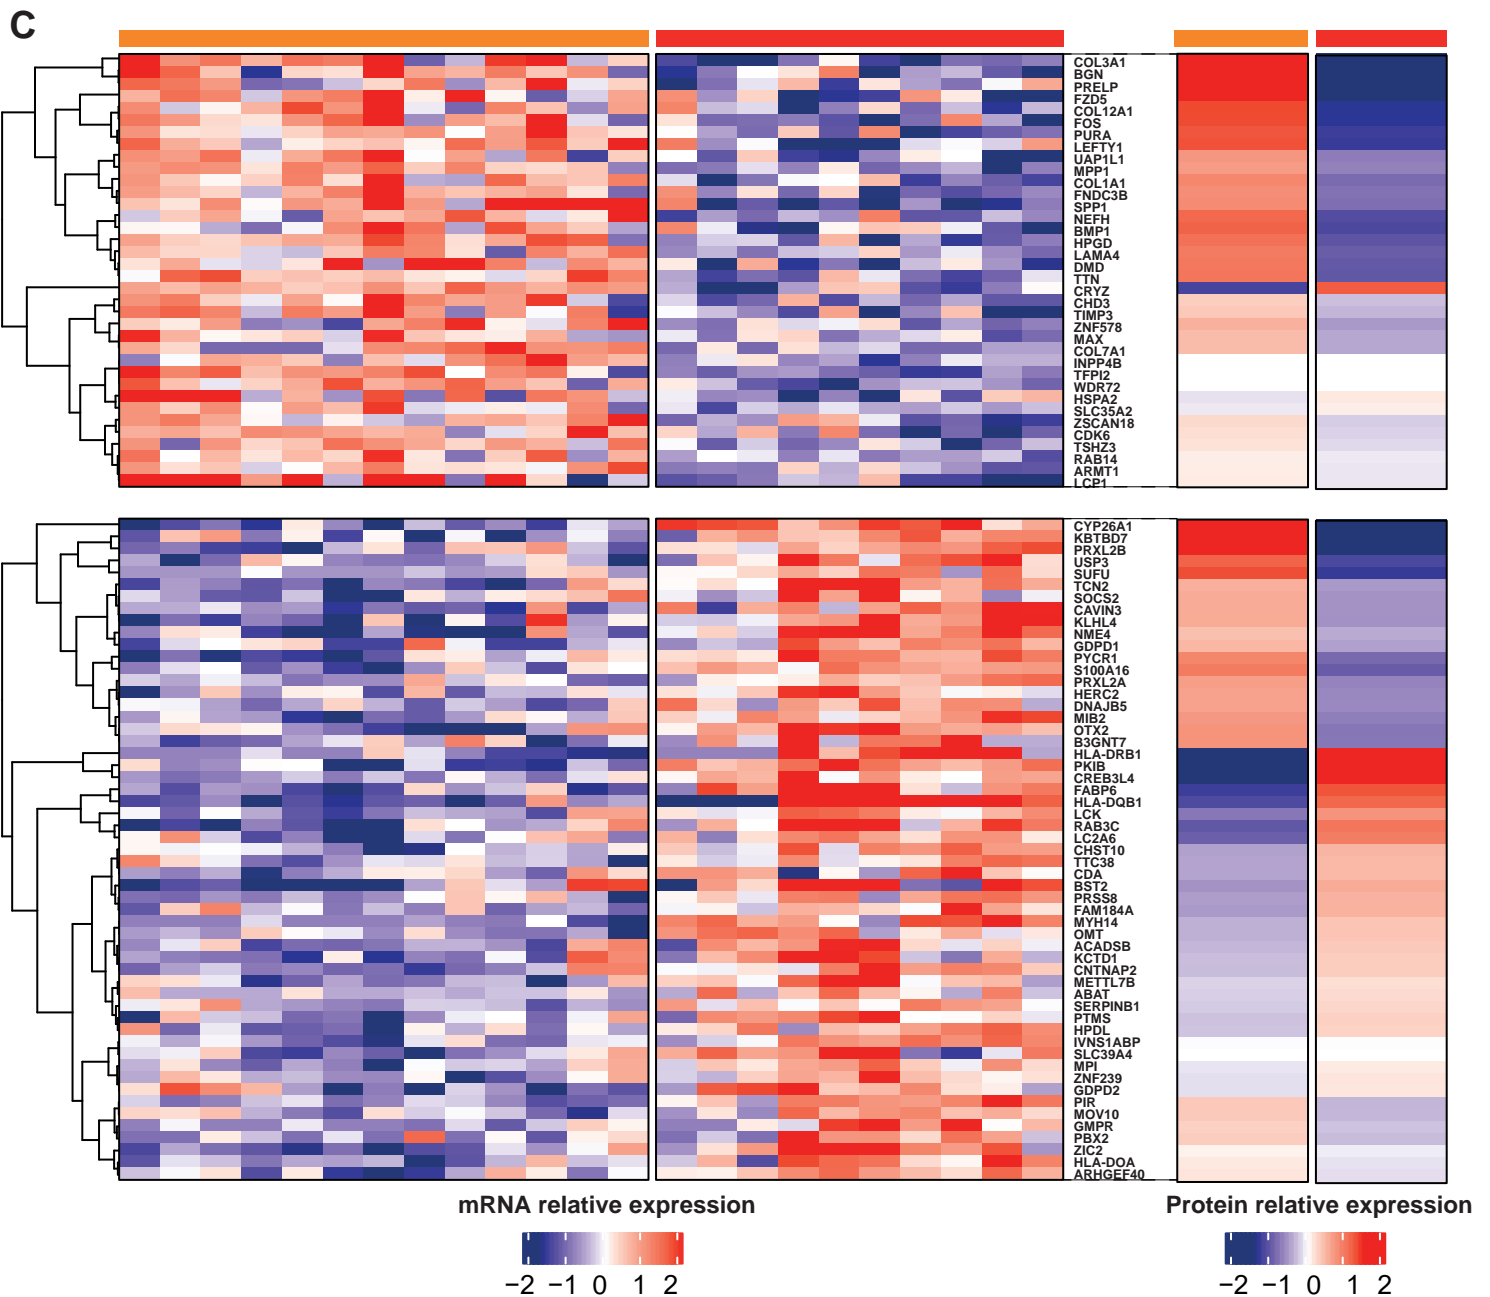 C
COL3A1
BGN
PRELP
FZD5
COL12A1
FOS
PURA
LEFTY1
UAP1L1
MPP1
COL1A1
FNDC3B
SPP1
NEFH
BMP1
HPGD
LAMA4
DMD
TTN
CRYZ
CHD3
TIMP3
ZNF578
MAX
COL7A1
INPP4B
TFPI2
WDR72
HSPA2
SLC35A2
ZSCAN18
CDK6
TSHZ3
RAB14
ARMT1
LCP1
CYP26A1
KBTBD7
PRXL2B
USP3
SUFU
TCN2
SOCS2
CAVIN3
KLHL4
NME4
GDPD1
PYCR1
S100A16
PRXL2A
HERC2
DNAJB5
MIB2
OTX2
B3GNT7
HLA-DRB1
PKIB
CREB3L4
FABP6
HLA-DQB1
LCK
RAB3C
LC2A6
CHST10
TTC38
CDA
BST2
PRSS8
FAM184A
MYH14
OMT
ACADSB
KCTD1
CNTNAP2
METTL7B
ABAT
SERPINB1
PTMS
HPDL
IVNS1ABP
SLC39A4
MPI
ZNF239
GDPD2
PIR
MOV10
GMPR
PBX2
ZIC2
HLA-DOA
ARHGEF40
mRNA relative expression
−2 −1 0 1 2
Protein relative expression
−2 −1 0 1 2